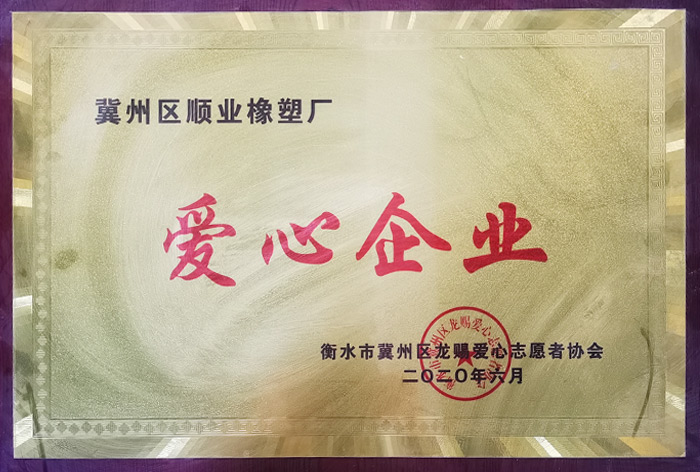 冀州区顺业橡塑厂
爱心企业
衡水市冀州区龙赐爱心志愿者协会
二〇二〇年六月